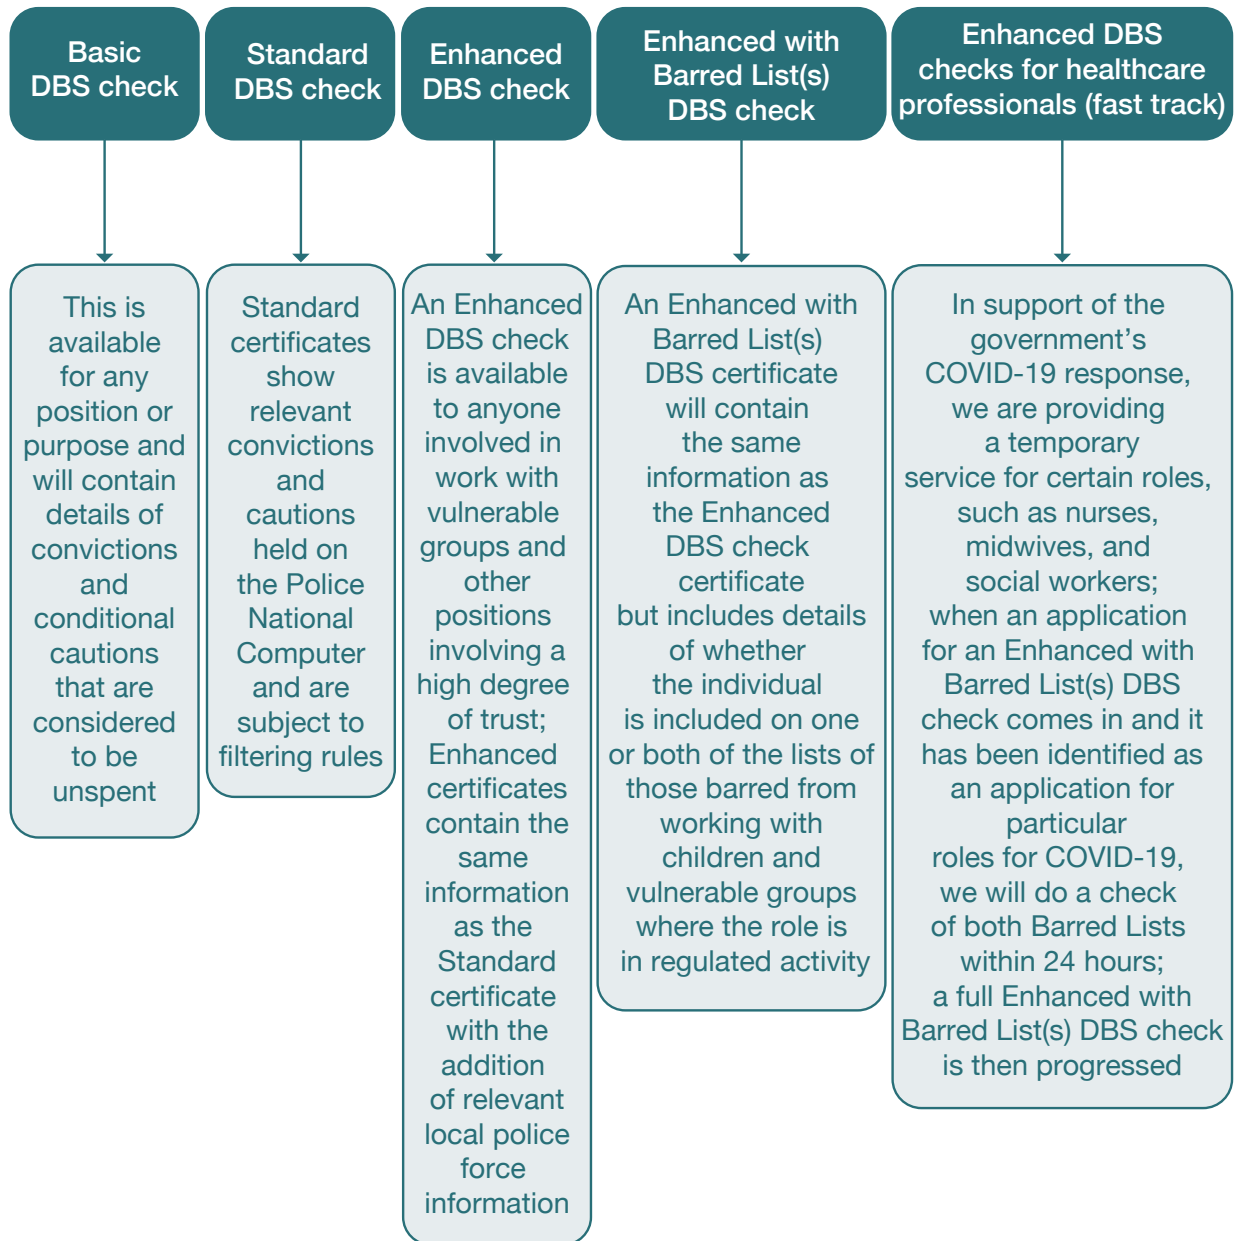 Basic
DBS check
This is
available
for any
position or
purpose and
will contain
details of
convictions
and
conditional
cautions
that are
considered
to be
unspent
Standard
DBS check
Standard
certificates
show
relevant
convictions
and
cautions
held on
the Police
National
Computer
and are
subject to
filtering rules
Enhanced
DBS check
An Enhanced
DBS check
is available
to anyone
involved in
work with
vulnerable
groups and
other
positions
involving a
high degree
of trust;
Enhanced
certificates
contain the
same
information
as the
Standard
certificate
with the
addition
of relevant
local police
force
information
Enhanced with
Barred List(s)
DBS check
An Enhanced with
Barred List(s)
DBS certificate
will contain
the same
information as
the Enhanced
DBS check
certificate
but includes details
of whether
the individual
is included on one
or both of the lists of
those barred from
working with
children and
vulnerable groups
where the role is
in regulated activity
Enhanced DBS
checks for healthcare
professionals (fast track)
In support of the
government’s
COVID-19 response,
we are providing
a temporary
service for certain roles,
such as nurses,
midwives, and
social workers;
when an application
for an Enhanced with
Barred List(s) DBS
check comes in and it
has been identified as
an application for
particular
roles for COVID-19,
we will do a check
of both Barred Lists
within 24 hours;
a full Enhanced with
Barred List(s) DBS check
is then progressed